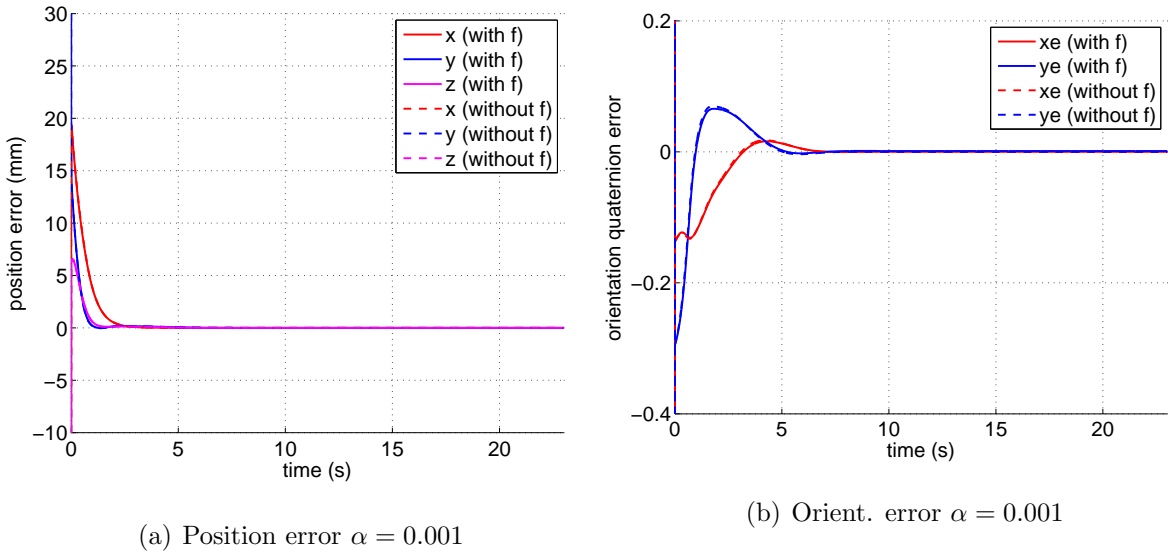 30
25
20
15
10
5
0
−5
−10
position error (mm)
0 5 10 15 20
time (s)
x (with f)
y (with f)
z (with f)
x (without f)
y (without f)
z (without f)
(a) Position error α = 0.001
0.2
0
−0.2
−0.4
orientation quaternion error
0 5 10 15 20
time (s)
xe (with f)
ye (with f)
xe (without f)
ye (without f)
(b) Orient. error α = 0.001